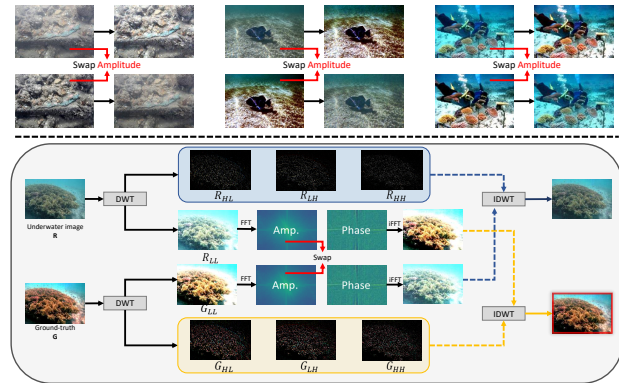 Swap Amplitude
Swap Amplitude
Swap Amplitude
R_HL
R_LH
R_HH
DWT
IDWT
Underwater image
R
FFT
Amp.
Phase
iFFT
R_LL
Swap
FFT
Amp.
Phase
iFFT
DWT
G_LL
IDWT
Ground-truth
G
G_HL
G_LH
G_HH